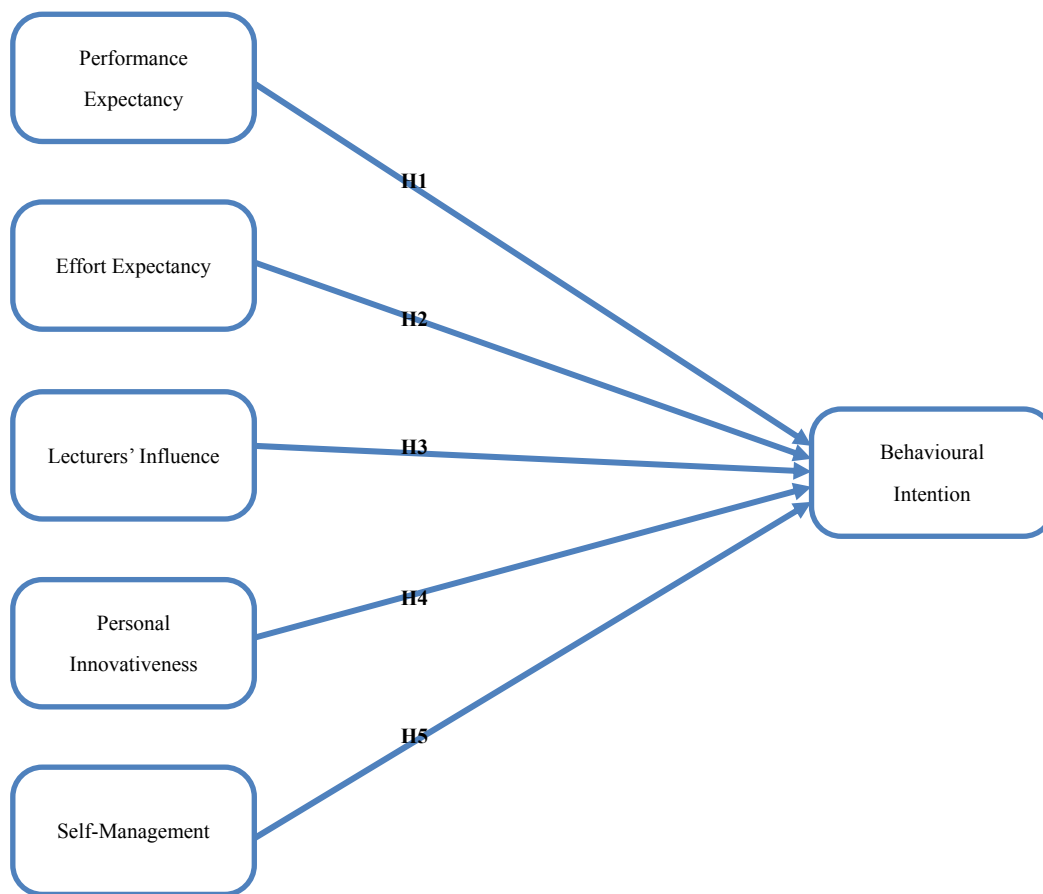 Performance
Expectancy
H1
Effort Expectancy
H2
Lecturers’ Influence
H3
Behavioural
Intention
Personal
Innovativeness
H4
Self-Management
H5